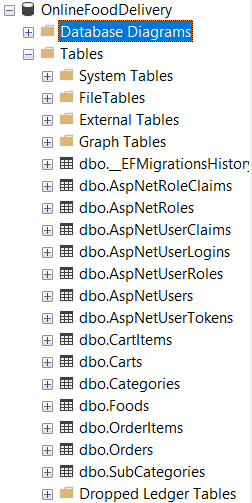 OnlineFoodDelivery
Database Diagrams
Tables
System Tables
FileTables
External Tables
Graph Tables
dbo.__EFMigrationsHistory
dbo.AspNetRoleClaims
dbo.AspNetRoles
dbo.AspNetUserClaims
dbo.AspNetUserLogins
dbo.AspNetUserRoles
dbo.AspNetUsers
dbo.AspNetUserTokens
dbo.CartItems
dbo.Carts
dbo.Categories
dbo.Foods
dbo.OrderItems
dbo.Orders
dbo.SubCategories
Dropped Ledger Tables